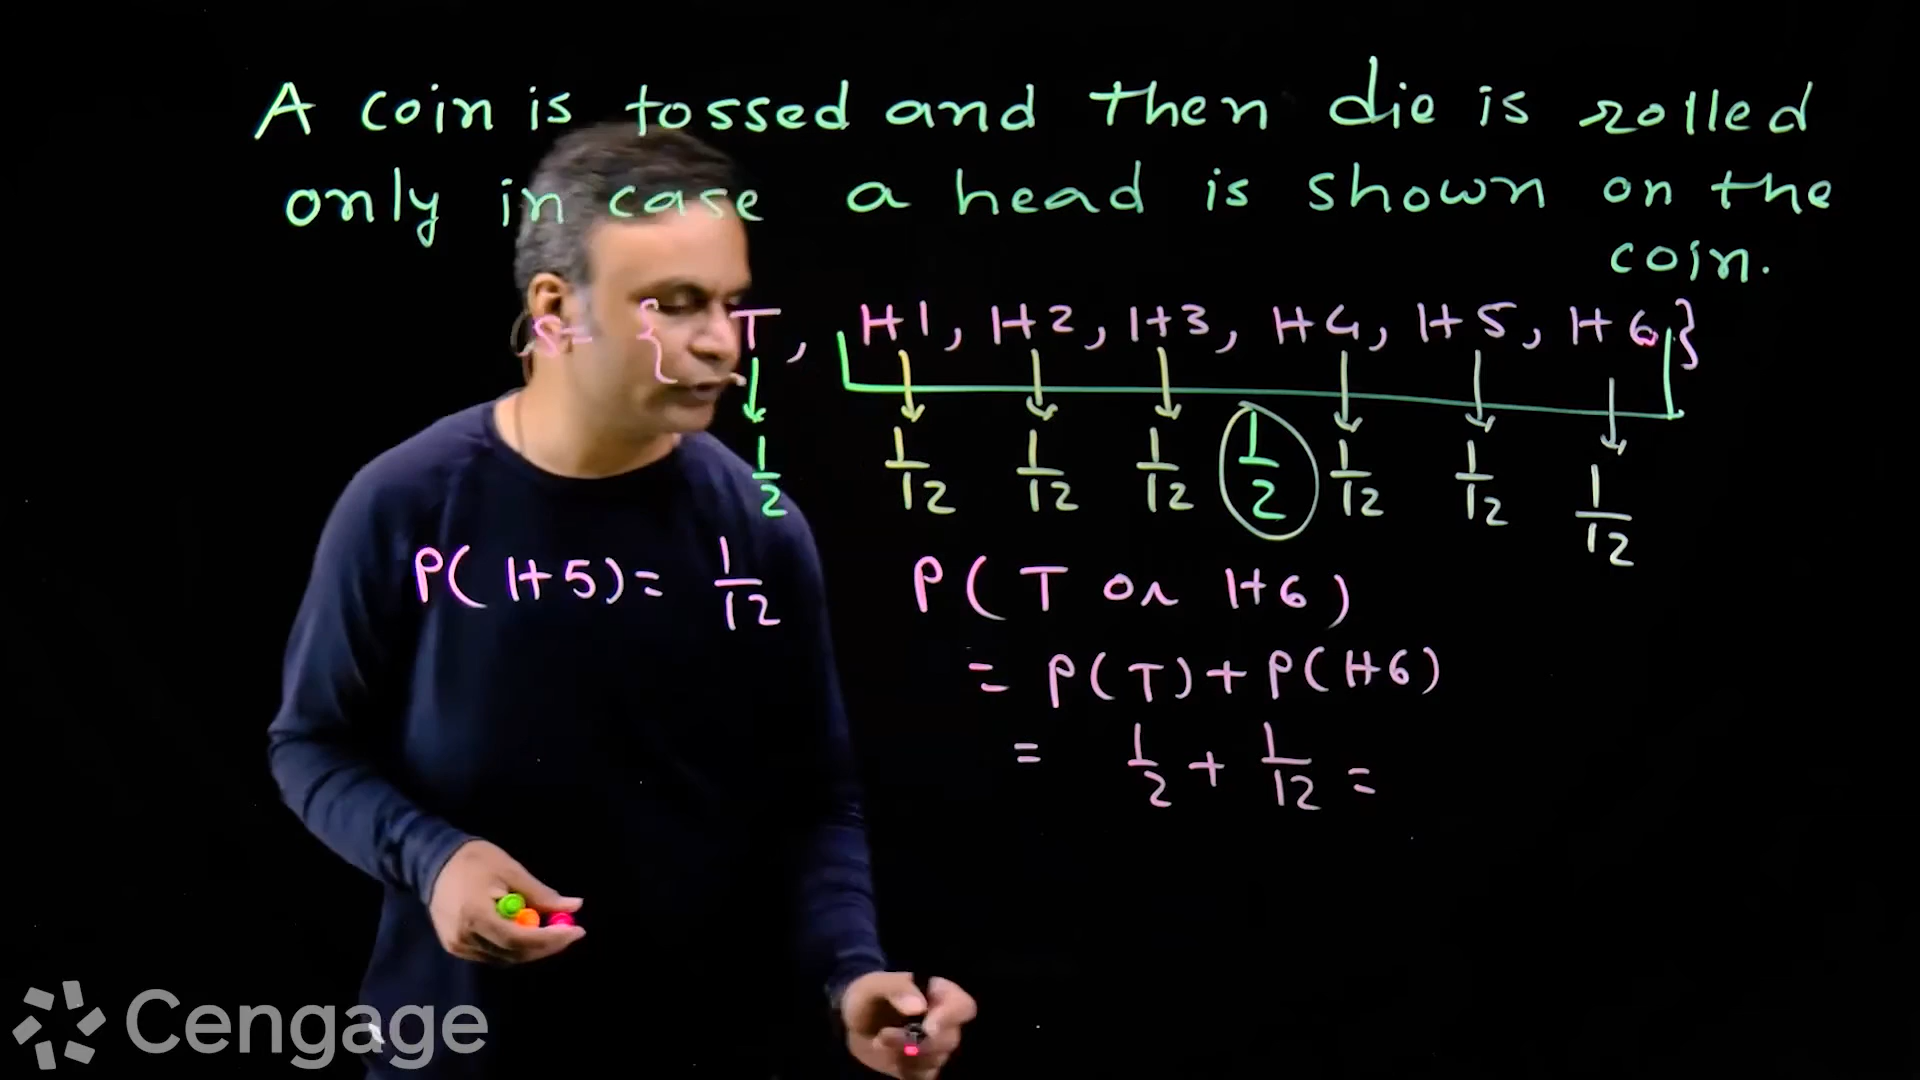 A coin is tossed and then die is rolled
only in case a head is shown on the
coin.
S = { T, H1, H2, H3, H4, H5, H6 }
1/2 1/12 1/12 1/12 1/2 1/12 1/12 1/12
P( H5) = 1/12
P( T or H6 )
= P(T) + P(H6)
= 1/2 + 1/12 =
Cengage